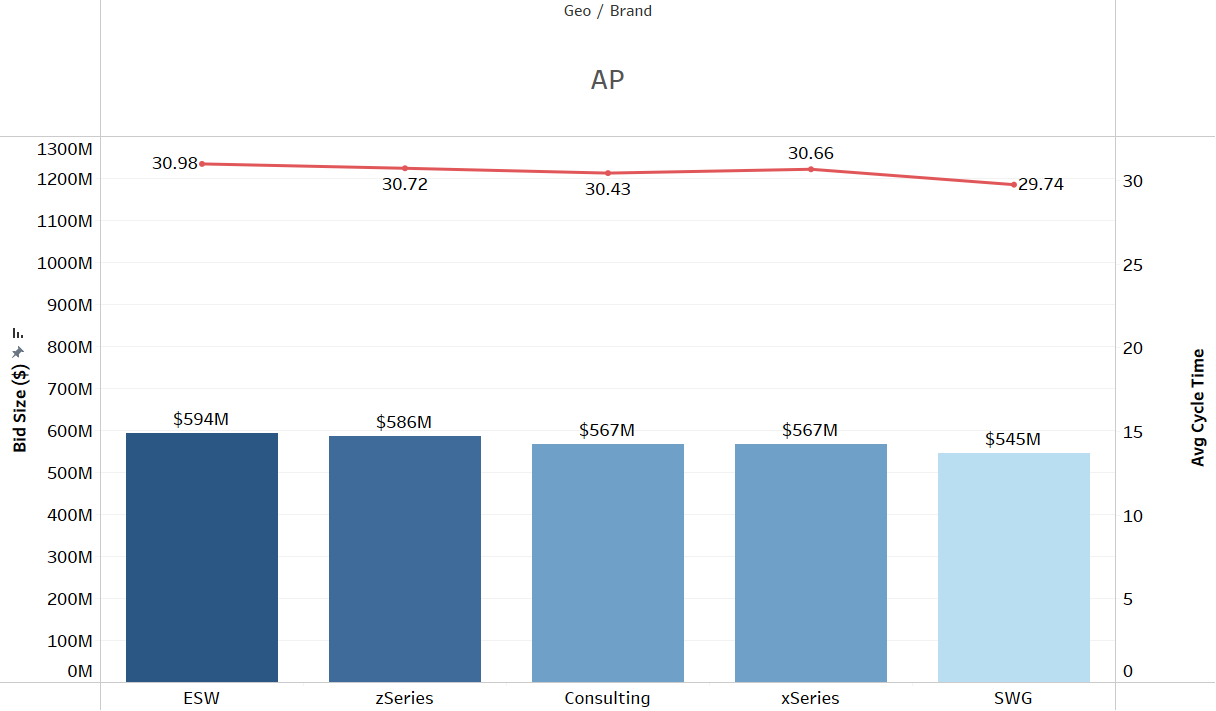 Geo / Brand
AP
1300M
1200M
1100M
1000M
900M
800M
700M
600M
500M
400M
300M
200M
100M
0M
Bid Size ($)
30.98
30.72
30.43
30.66
29.74
$594M
$586M
$567M
$567M
$545M
30
25
20
15
10
5
0
Avg Cycle Time
ESW
zSeries
Consulting
xSeries
SWG